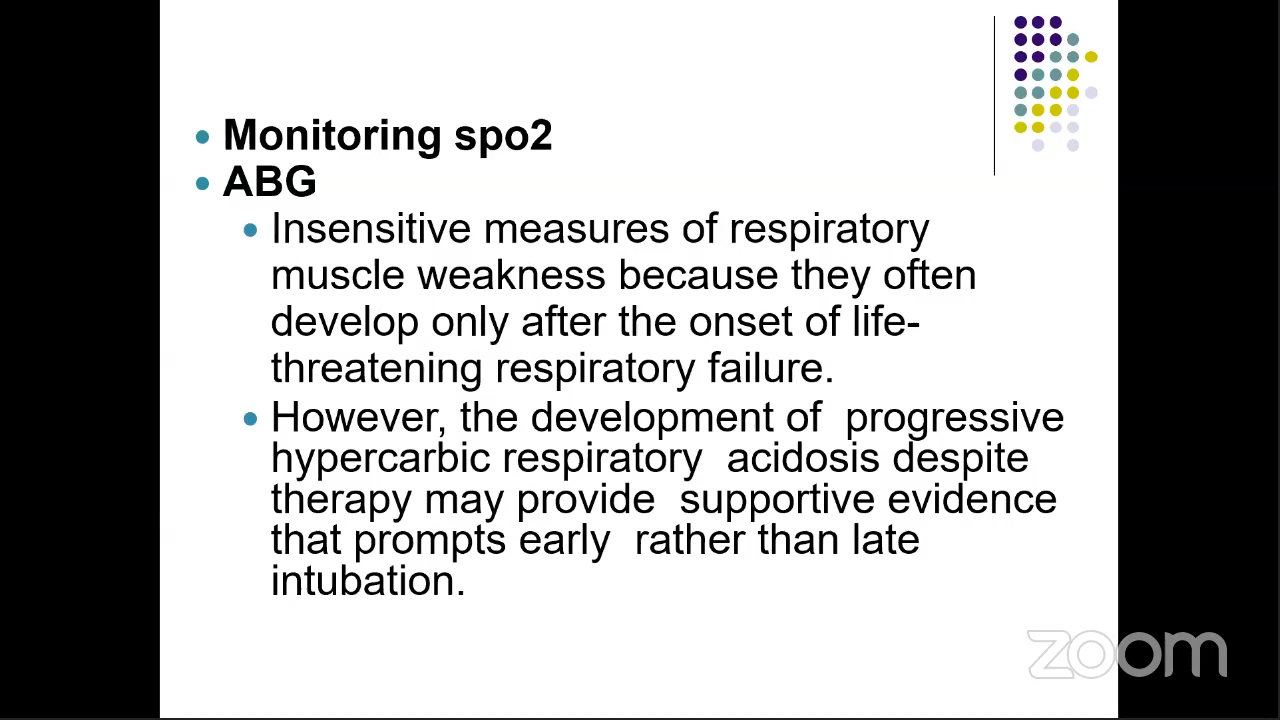 Monitoring spo2
ABG
Insensitive measures of respiratory
muscle weakness because they often
develop only after the onset of life-
threatening respiratory failure.
However, the development of  progressive
hypercarbic respiratory  acidosis despite
therapy may provide  supportive evidence
that prompts early  rather than late
intubation.
zoom